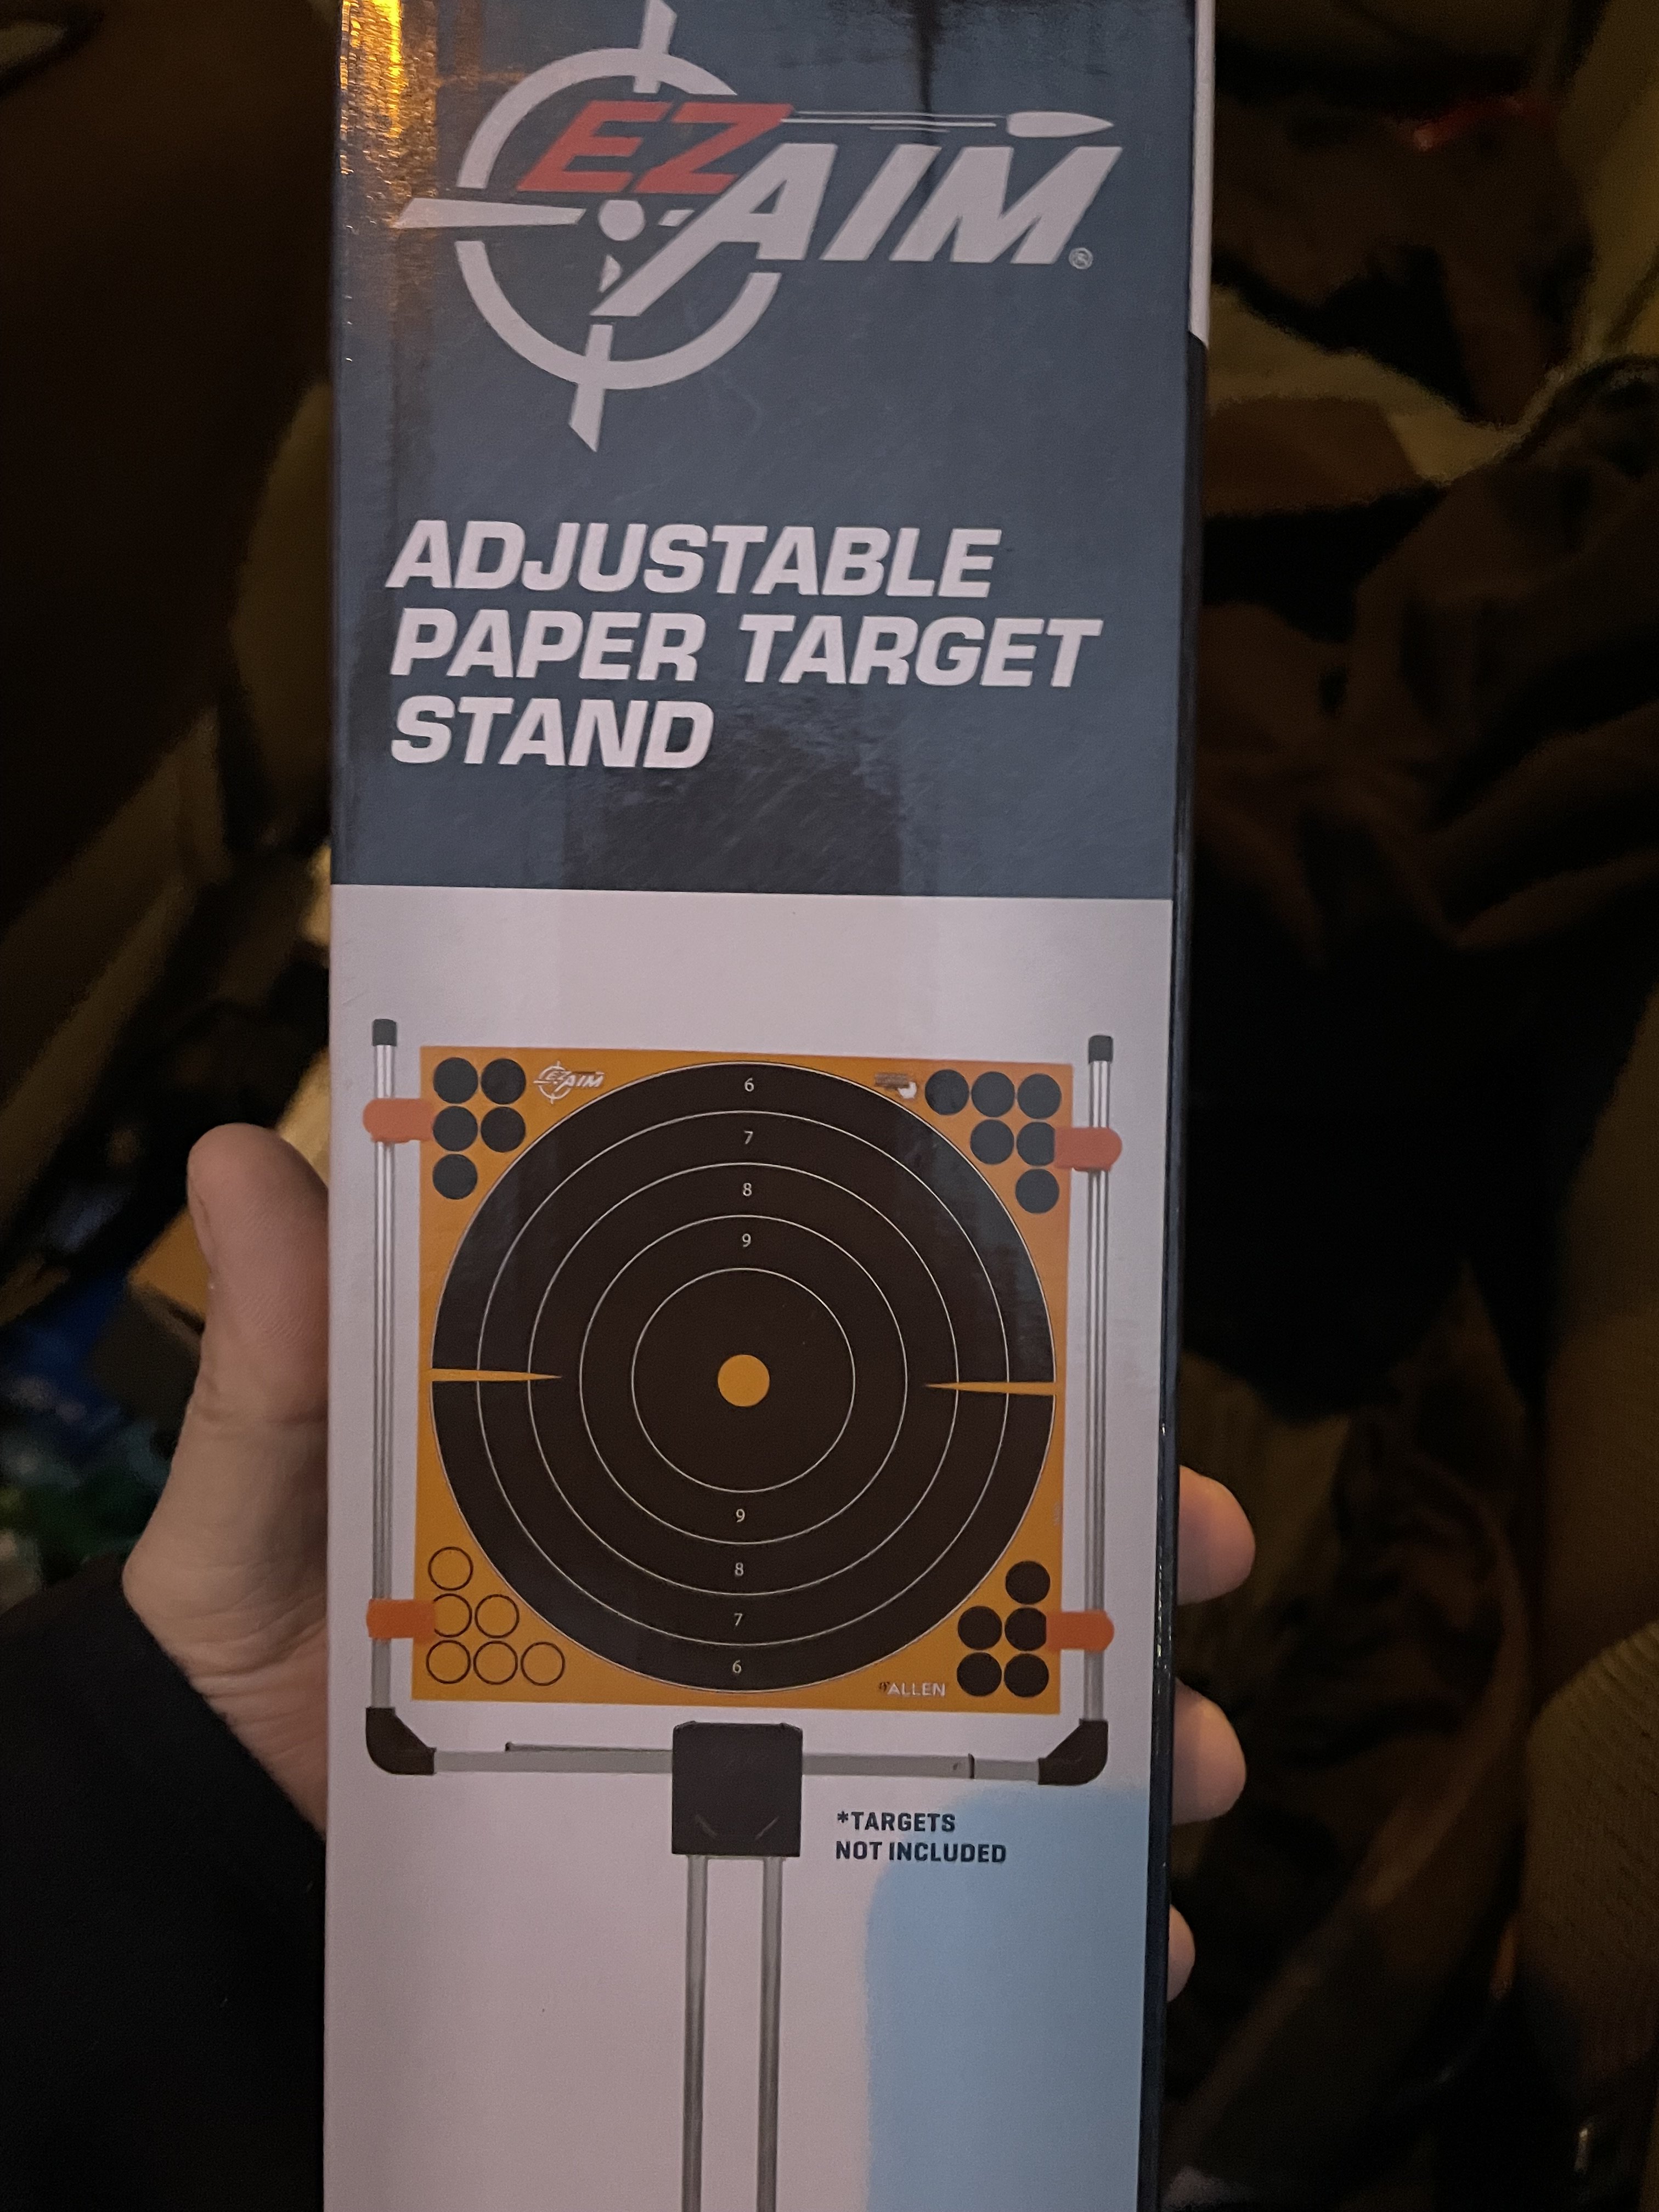 EZ
AIM®
ADJUSTABLE
PAPER TARGET
STAND
EZ AIM
6
7
8
9
9
8
7
6
ALLEN
*TARGETS
NOT INCLUDED